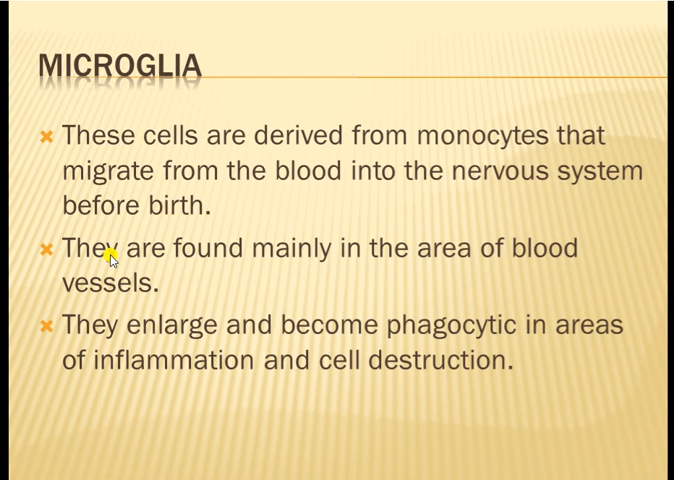 MICROGLIA
These cells are derived from monocytes that
migrate from the blood into the nervous system
before birth.
They are found mainly in the area of blood
vessels.
They enlarge and become phagocytic in areas
of inflammation and cell destruction.